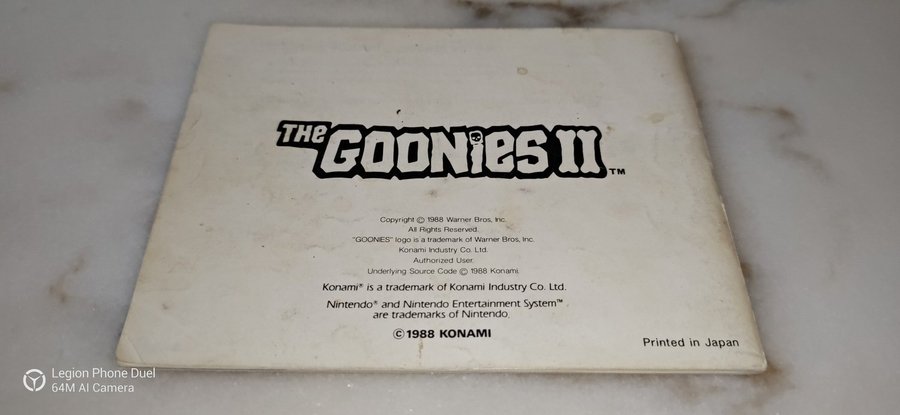 THE GOONIES II ™
Copyright © 1988 Warner Bros, Inc.
All Rights Reserved.
"GOONIES" logo is a trademark of Warner Bros, Inc.
Konami Industry Co. Ltd.
Authorized User.
Underlying Source Code © 1988 Konami.
Konami® is a trademark of Konami Industry Co. Ltd.
Nintendo® and Nintendo Entertainment System™
are trademarks of Nintendo.
© 1988 KONAMI
Printed in Japan
Legion Phone Duel
64M AI Camera